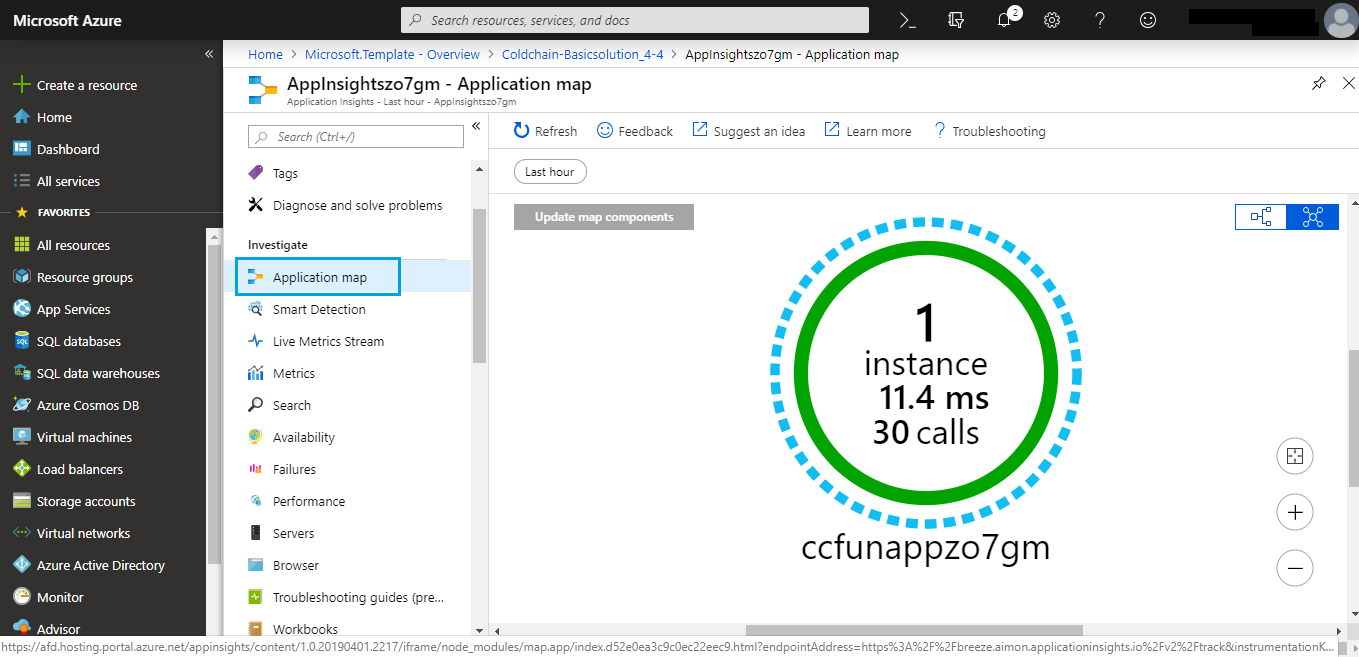 Microsoft Azure
Search resources, services, and docs
2
«
Create a resource
Home
Dashboard
All services
FAVORITES
All resources
Resource groups
App Services
SQL databases
SQL data warehouses
Azure Cosmos DB
Virtual machines
Load balancers
Storage accounts
Virtual networks
Azure Active Directory
Monitor
Advisor
Home > Microsoft.Template - Overview > Coldchain-Basicsolution_4-4 > AppInsightszo7gm - Application map
AppInsightszo7gm - Application map
Application Insights - Last hour - AppInsightszo7gm
Search (Ctrl+/)
«
Tags
Diagnose and solve problems
Investigate
Application map
Smart Detection
Live Metrics Stream
Metrics
Search
Availability
Failures
Performance
Servers
Browser
Troubleshooting guides (pre...
Workbooks
Refresh
Feedback
Suggest an idea
Learn more
? Troubleshooting
Last hour
Update map components
1
instance
11.4 ms
30 calls
ccfunappzo7gm
https://afd.hosting.portal.azure.net/appinsights/content/1.0.20190401.2217/iframe/node_modules/map.app/index.d52e0ea3c9c0ec22eec9.html?endpointAddress=https%3A%2F%2Fbreeze.aimon.applicationinsights.io%2Fv2%2Ftrack&instrumentationK...